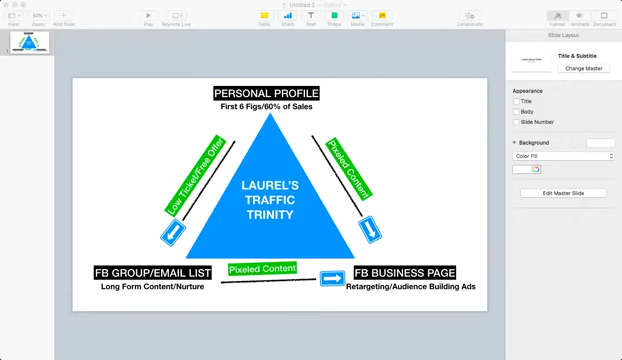 Untitled 2
View
Zoom
Add Slide
Play
Keynote Live
Table
Chart
Text
Shape
Media
Comment
Collaborate
Format
Animate
Document
Slide Layout
Title & Subtitle
Change Master
Appearance
Title
Body
Slide Number
Background
Color Fill
Edit Master Slide
PERSONAL PROFILE
First 6 Figs/60% of Sales
Low Ticket/Free Offer
Pixeled Content
LAUREL'S
TRAFFIC
TRINITY
FB GROUP/EMAIL LIST
Long Form Content/Nurture
Pixeled Content
FB BUSINESS PAGE
Retargeting/Audience Building Ads